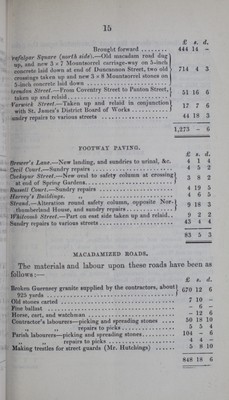 15
£ s. d.
Brought forward ........ 444 14 –
Trafalgar Square (north side).—Old macadam road dug
up, and new 3 × 7 Mountsorrel carriage-way on 5-inch
concrete laid down at end of Duncannon Street, two old
crossings taken up and new 3 × 8 Mountsorrel stones on
5-inch concrete laid down ........ 714 4 3
Street.—From Coventry Street to Panton Street,
taken up and relaid ........ 51 16 6
Warwick Street.—Taken up and relaid in conjunction
with St. James's District Board of Works ........ 17 7 6
Sundry repairs to various streets ........ 44 18 3
1,273 – 6
FOOTWAY PAVING.
£ s. d.
Brewer's Lane.—New landing, and sundries to urinal, &c. 4 1 4
Cecil Court.—Sundry repairs ........ 4 5 2
Cockspur Street.—New oval to safety column at crossing
at end of Spring Gardens ........ 3 8 2
Russell Court.—Sundry repairs ........ 4 19 5
Harvey's Buildings. „ ........ 4 6 5
Strand.—Alteration round safety column, opposite Nor-
thumberland House, and sundry repairs ........ 9 18 3
Whitcomb Street.—Part on east side taken up and relaid.. 9 2 2
Sundry repairs to various streets ........ 43 4 4
83 5 3
MACADAMIZED ROADS.
The materials and labour upon these roads have been as
follows:—
£ s. d.
Broken Guernsey granite supplied by the contractors, about
925 yards ........ 670 12 6
Old stones carted ........ 7 10 –
Fine ballast ........ – 6 –
Horse, cart, and watchman ........ – 12 6
Contractor's labourers—picking and spreading stones .... 50 18 10
„ „ repairs to picks ........ 5 5 4
Parish labourers—picking and spreading stones ........ 104 – 6
„ repairs to picks ........ 4 4 –
Making trestles for street guards (Mr. Hutchings) ........ 5 8 10
848 18 6